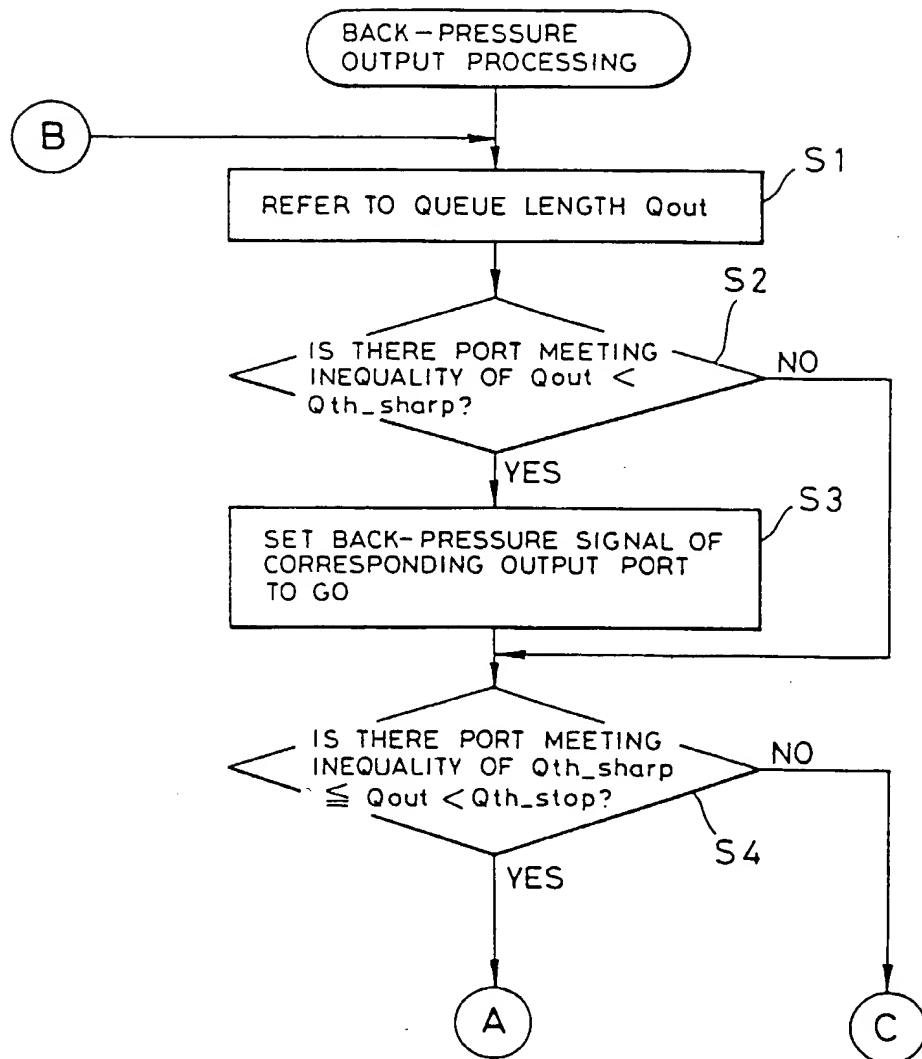 BACK-PRESSURE
OUTPUT PROCESSING
B
S1
REFER TO QUEUE LENGTH Qout
S2
IS THERE PORT MEETING
INEQUALITY OF Qout <
Qth_sharp?
NO
YES
S3
SET BACK-PRESSURE SIGNAL OF
CORRESPONDING OUTPUT PORT
TO GO
IS THERE PORT MEETING
INEQUALITY OF Qth_sharp
≦ Qout < Qth_stop?
NO
S4
YES
A
C